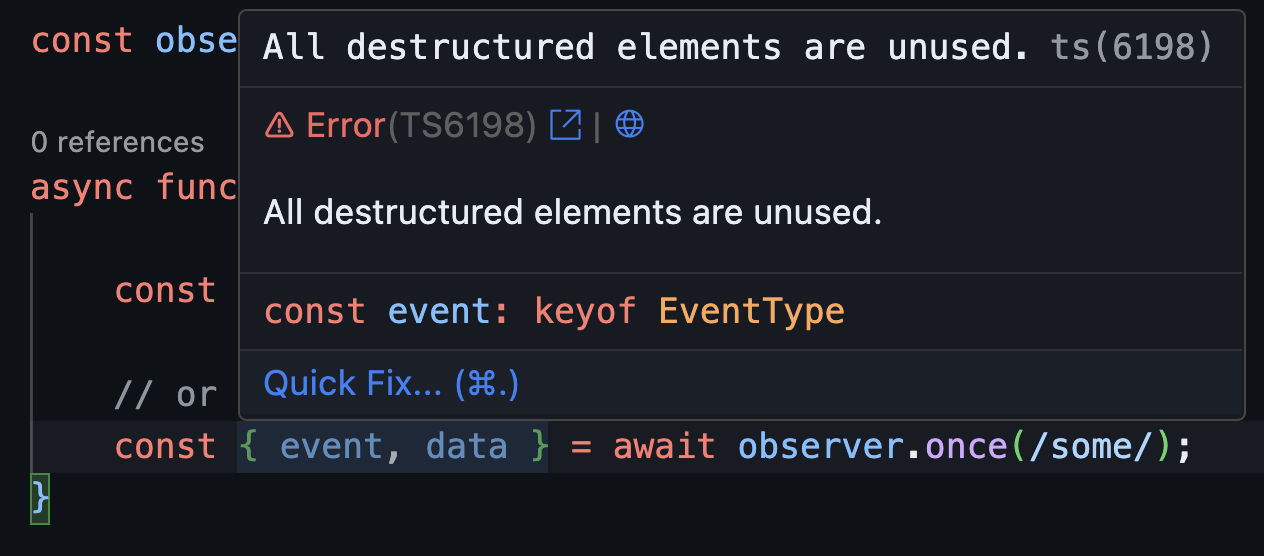 const obse
All destructured elements are unused. ts(6198)
Error(TS6198) |
0 references
async func
All destructured elements are unused.
const
const event: keyof EventType
Quick Fix... (⌘.)
// or
const { event, data } = await observer.once(/some/);
}